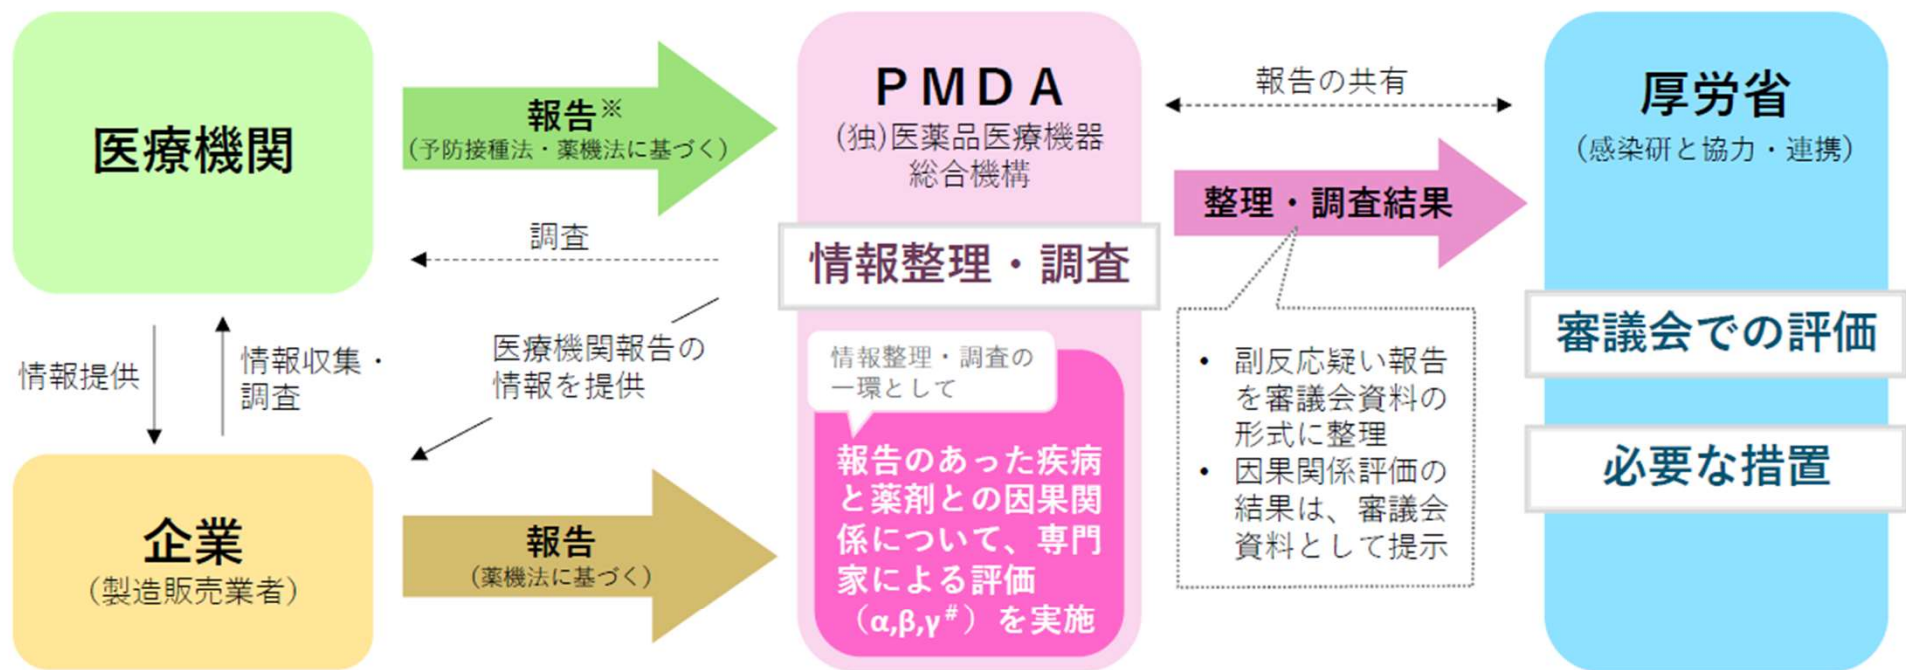 医療機関
報告※
(予防接種法・薬機法に基づく)
調査
情報提供
情報収集・
調査
医療機関報告の
情報を提供
企業
(製造販売業者)
報告
(薬機法に基づく)
PMDA
(独)医薬品医療機器
総合機構
情報整理・調査
情報整理・調査の
一環として
報告のあった疾病
と薬剤との因果関
係について、専門
家による評価
(α,β,γ#)を実施
報告の共有
整理・調査結果
• 副反応疑い報告
を審議会資料の
形式に整理
• 因果関係評価の
結果は、審議会
資料として提示
厚労省
(感染研と協力・連携)
審議会での評価
必要な措置